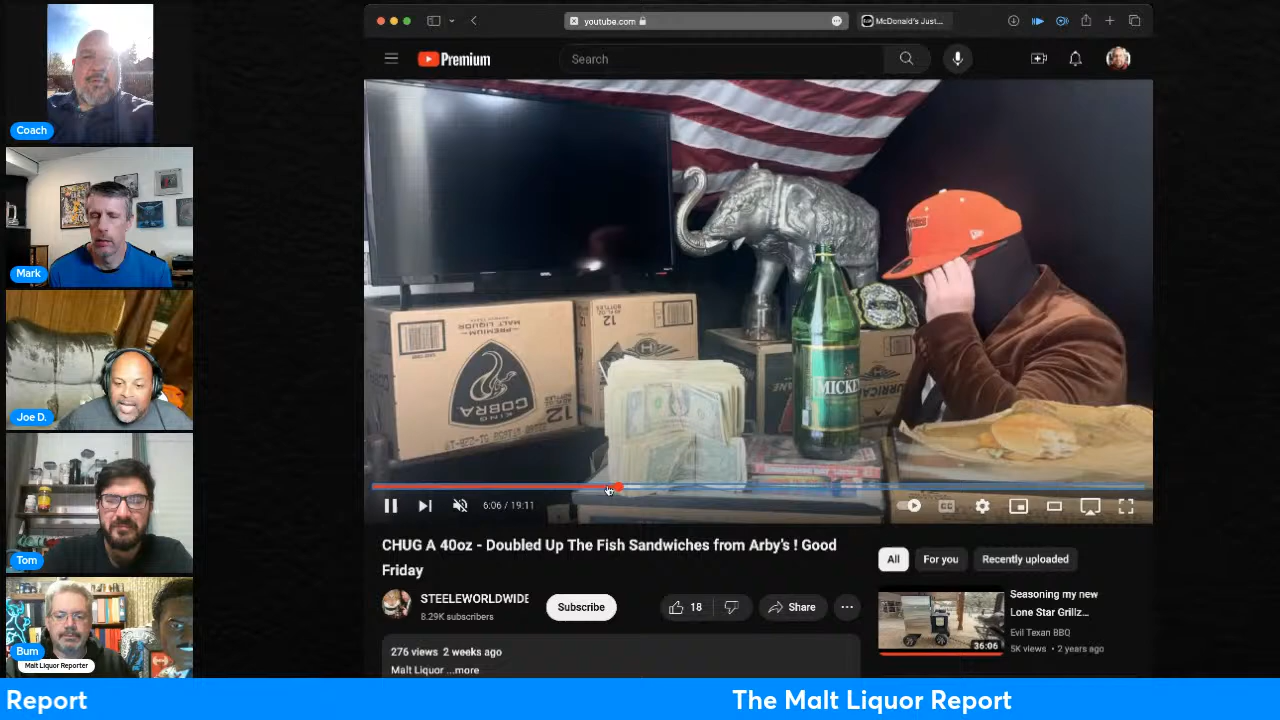 youtube.com
McDonald's Just...
Premium
Search
Coach
Mark
Joe D.
Tom
Bum
Malt Liquor Reporter
PREMIUM
MALT LIQUOR
12
KING
COBRA
12
MICKE
6:06 / 19:11
CHUG A 40oz - Doubled Up The Fish Sandwiches from Arby's ! Good
Friday
STEELEWORLDWIDE
8.29K subscribers
Subscribe
18
Share
276 views 2 weeks ago
Malt Liquor ...more
All
For you
Recently uploaded
Seasoning my new
Lone Star Grillz...
Evil Texan BBQ
5K views • 2 years ago
36:06
Report
The Malt Liquor Report